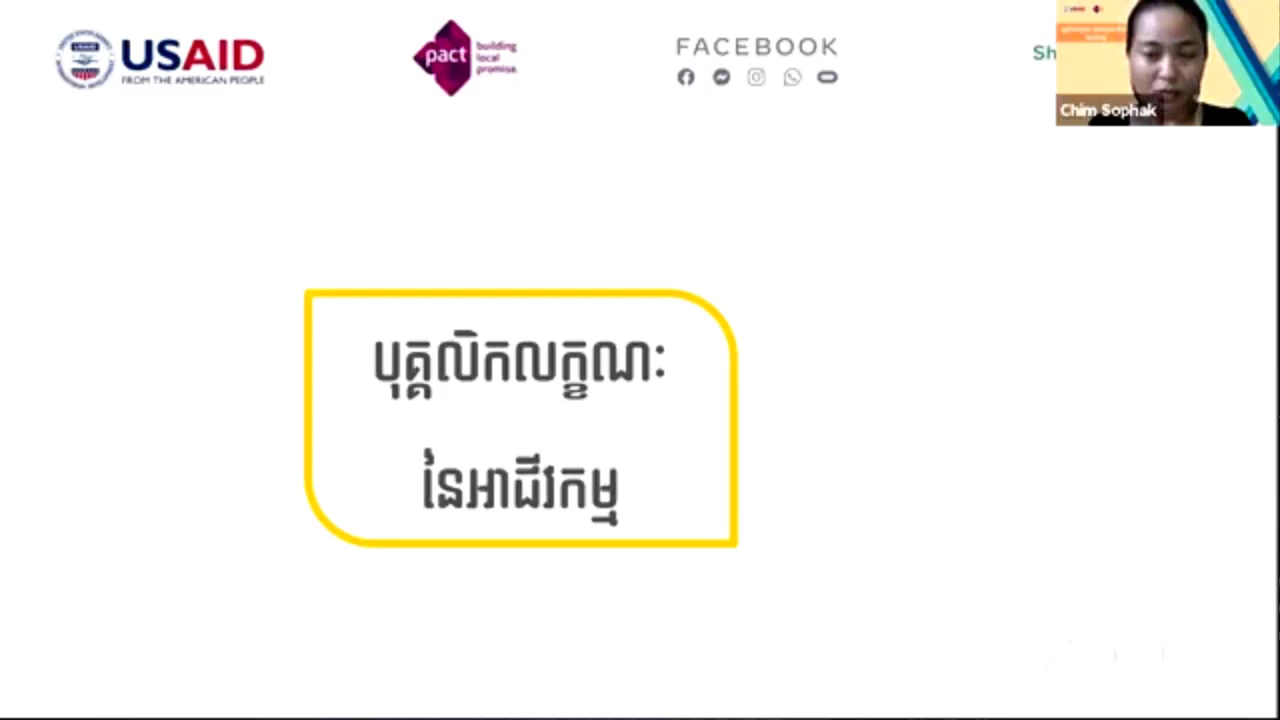 USAID
FROM THE AMERICAN PEOPLE
pact
building
local
promise.
FACEBOOK
Sh
Chim Sophak
បុគ្គលិកលក្ខណៈ
នៃអាជីវកម្ម